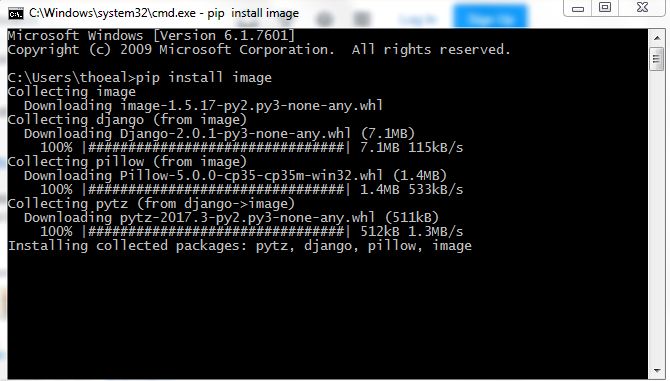 C:\Windows\system32\cmd.exe - pip  install image
Log In
Sign Up
Microsoft Windows [Version 6.1.7601]
Copyright (c) 2009 Microsoft Corporation.  All rights reserved.
C:\Users\thoeal>pip install image
Collecting image
  Downloading image-1.5.17-py2.py3-none-any.whl
Collecting django (from image)
  Downloading Django-2.0.1-py3-none-any.whl (7.1MB)
    100% |################################| 7.1MB 115kB/s
Collecting pillow (from image)
  Downloading Pillow-5.0.0-cp35-cp35m-win32.whl (1.4MB)
    100% |################################| 1.4MB 533kB/s
Collecting pytz (from django->image)
  Downloading pytz-2017.3-py2.py3-none-any.whl (511kB)
    100% |################################| 512kB 1.3MB/s
Installing collected packages: pytz, django, pillow, image